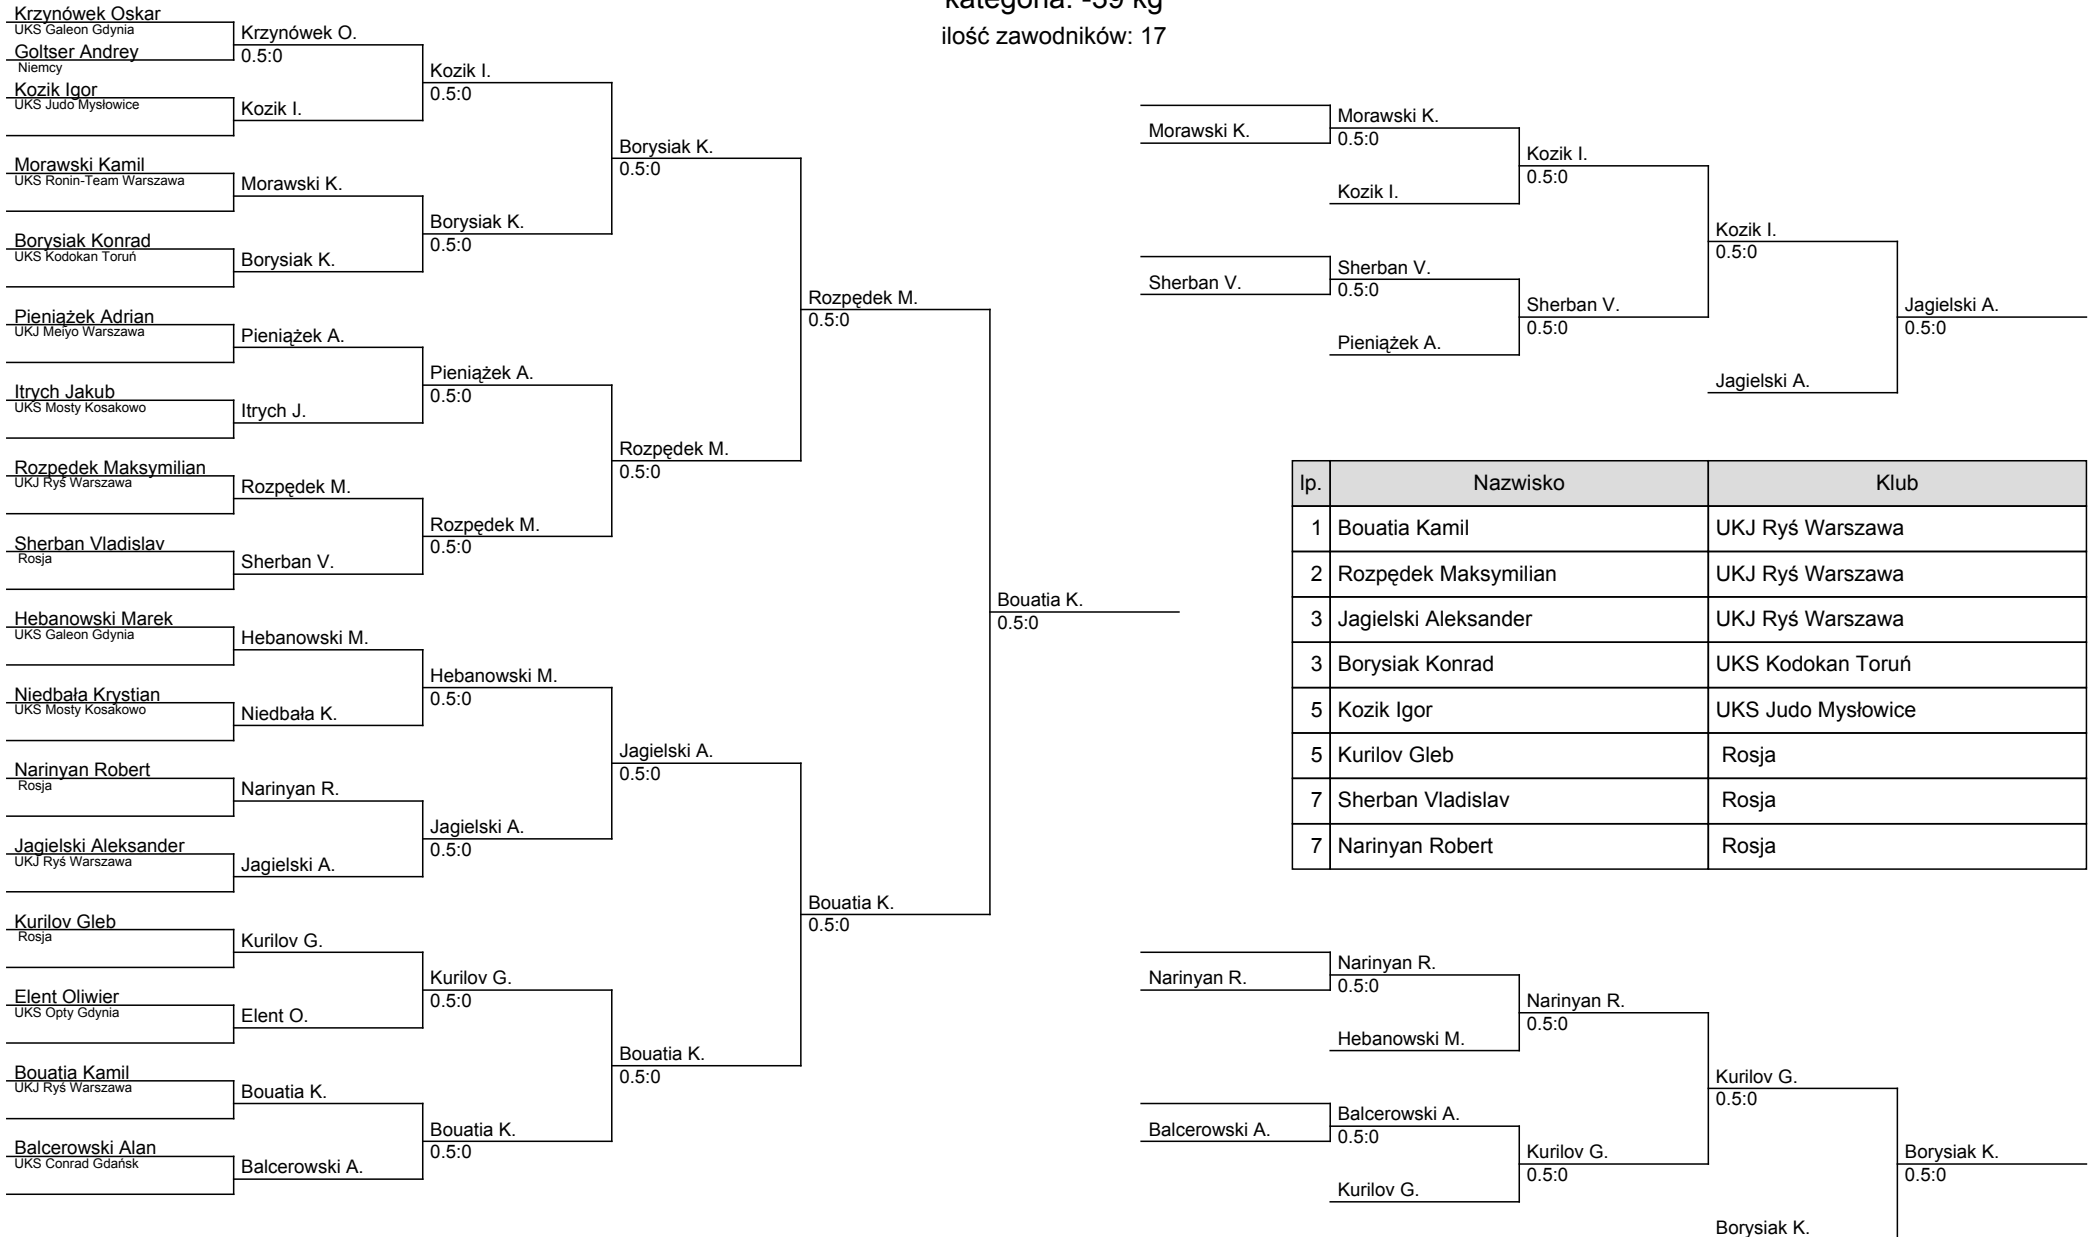 kategoria: -59 kg
ilość zawodników: 17
Krzynówek Oskar
UKS Galeon Gdynia
Goltser Andrey
Niemcy
Kozik Igor
UKS Judo Mysłowice
Morawski Kamil
UKS Ronin-Team Warszawa
Borysiak Konrad
UKS Kodokan Toruń
Pieniążek Adrian
UKJ Meiyo Warszawa
Itrych Jakub
UKS Mosty Kosakowo
Rozpędek Maksymilian
UKJ Ryś Warszawa
Sherban Vladislav
Rosja
Hebanowski Marek
UKS Galeon Gdynia
Niedbała Krystian
UKS Mosty Kosakowo
Narinyan Robert
Rosja
Jagielski Aleksander
UKJ Ryś Warszawa
Kurilov Gleb
Rosja
Elent Oliwier
UKS Opty Gdynia
Bouatia Kamil
UKJ Ryś Warszawa
Balcerowski Alan
UKS Conrad Gdańsk
Krzynówek O.
0.5:0
Kozik I.
Morawski K.
Borysiak K.
Pieniążek A.
Itrych J.
Rozpędek M.
Sherban V.
Hebanowski M.
Niedbała K.
Narinyan R.
Jagielski A.
Kurilov G.
Elent O.
Bouatia K.
Balcerowski A.
Kozik I.
0.5:0
Borysiak K.
0.5:0
Pieniążek A.
0.5:0
Rozpędek M.
0.5:0
Hebanowski M.
0.5:0
Jagielski A.
0.5:0
Kurilov G.
0.5:0
Bouatia K.
0.5:0
Borysiak K.
0.5:0
Rozpędek M.
0.5:0
Jagielski A.
0.5:0
Bouatia K.
0.5:0
Rozpędek M.
0.5:0
Bouatia K.
0.5:0
Bouatia K.
0.5:0
Morawski K.
Morawski K.
0.5:0
Kozik I.
Kozik I.
0.5:0
Sherban V.
Sherban V.
0.5:0
Pieniążek A.
Sherban V.
0.5:0
Kozik I.
0.5:0
Jagielski A.
Jagielski A.
0.5:0
lp. Nazwisko Klub
1 Bouatia Kamil UKJ Ryś Warszawa
2 Rozpędek Maksymilian UKJ Ryś Warszawa
3 Jagielski Aleksander UKJ Ryś Warszawa
3 Borysiak Konrad UKS Kodokan Toruń
5 Kozik Igor UKS Judo Mysłowice
5 Kurilov Gleb Rosja
7 Sherban Vladislav Rosja
7 Narinyan Robert Rosja
Narinyan R.
Narinyan R.
0.5:0
Hebanowski M.
Narinyan R.
0.5:0
Balcerowski A.
Balcerowski A.
0.5:0
Kurilov G.
Kurilov G.
0.5:0
Kurilov G.
0.5:0
Borysiak K.
Borysiak K.
0.5:0